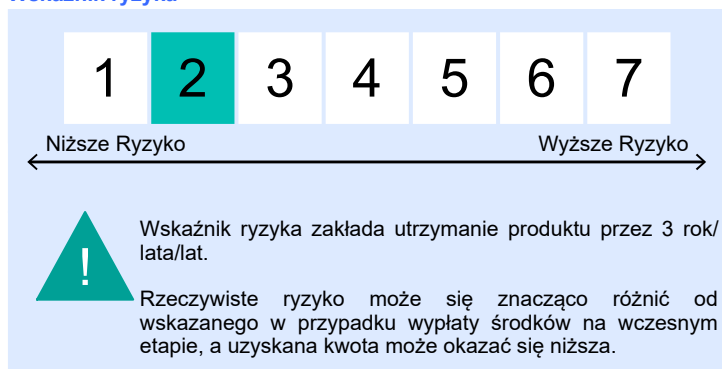 Wskaźnik ryzyka
1 2 3 4 5 6 7
Niższe Ryzyko Wyższe Ryzyko
!
Wskaźnik ryzyka zakłada utrzymanie produktu przez 3 rok/
lata/lat.
Rzeczywiste ryzyko może się znacząco różnić od
wskazanego w przypadku wypłaty środków na wczesnym
etapie, a uzyskana kwota może okazać się niższa.